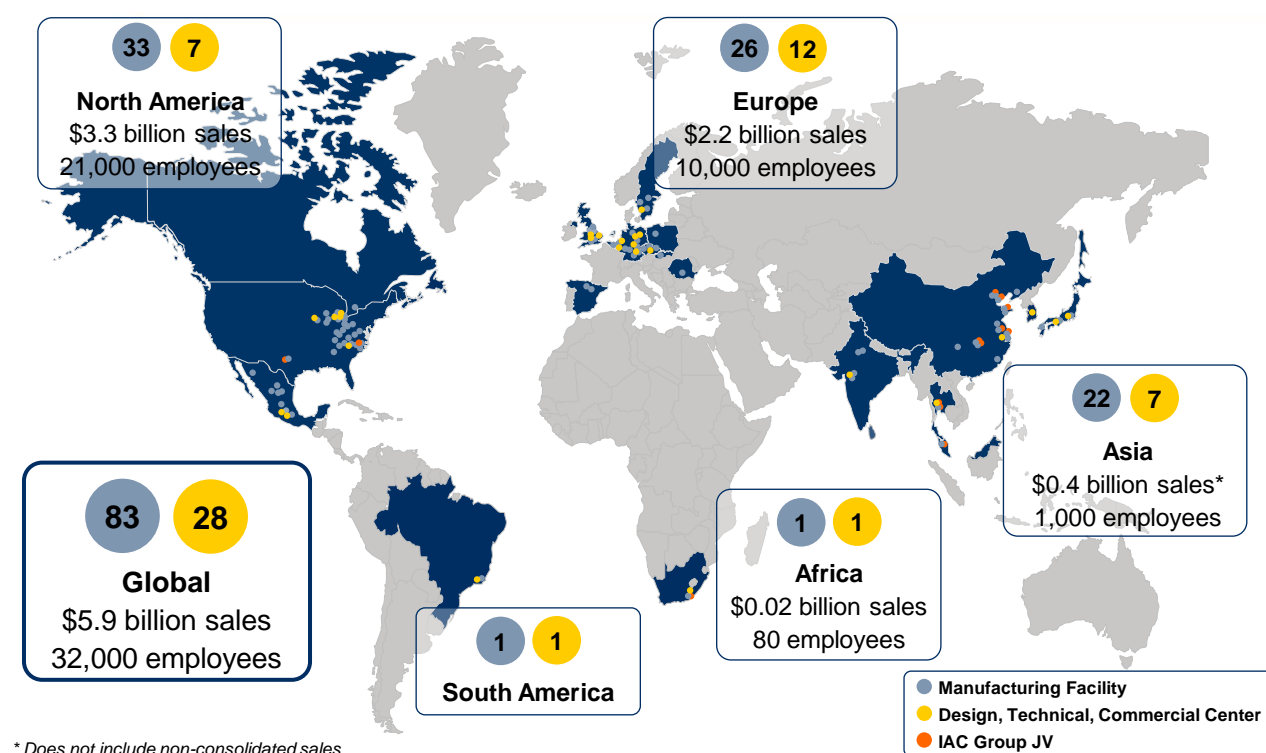 33 7
North America
$3.3 billion sales
21,000 employees
26 12
Europe
$2.2 billion sales
10,000 employees
22 7
Asia
$0.4 billion sales*
1,000 employees
83 28
Global
$5.9 billion sales
32,000 employees
1 1
Africa
$0.02 billion sales
80 employees
1 1
South America
Manufacturing Facility
Design, Technical, Commercial Center
IAC Group JV
* Does not include non-consolidated sales